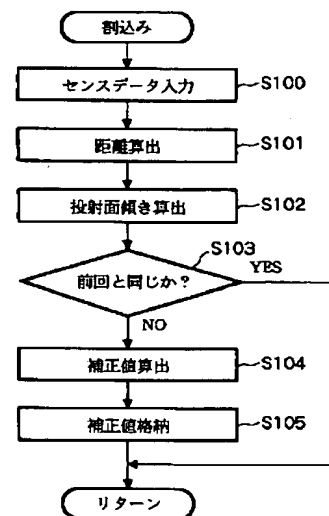 割込み
センスデータ入力
S100
距離算出
S101
投射面傾き算出
S102
S103
前回と同じか?
YES
NO
補正値算出
S104
補正値格納
S105
リターン